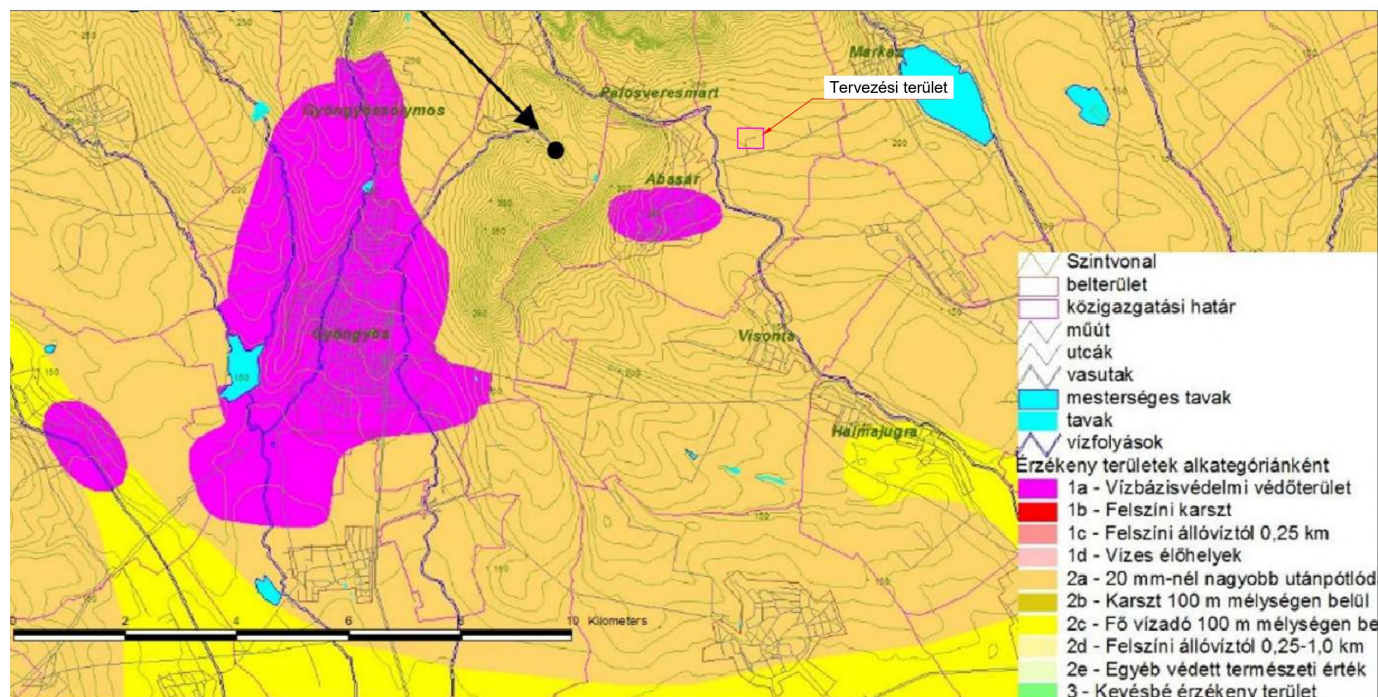 Markaz
Tervezési terület
Pálosveresmart
Gyöngyössolymos
Abasár
Gyöngyös
Visonta
Halmajugra
0 2 4 6 8 10 Kilometers
Szintvonal
belterület
közigazgatási határ
műút
utcák
vasutak
mesterséges tavak
tavak
vízfolyások
Érzékeny területek alkategóriánként
1a - Vízbázisvédelmi védőterület
1b - Felszíni karszt
1c - Felszíni állóvíztől 0,25 km
1d - Vizes élőhelyek
2a - 20 mm-nél nagyobb utánpótlód
2b - Karszt 100 m mélységen belül
2c - Fő vízadó 100 m mélységen be
2d - Felszíni állóvíztől 0,25-1,0 km
2e - Egyéb védett természeti érték
3 - Kevésbé érzékeny terület